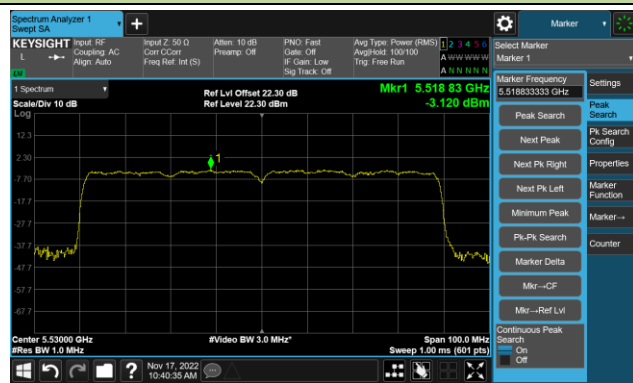 Spectrum Analyzer 1
Swept SA
Marker
KEYSIGHT
L
Input: RF
Coupling: AC
Align: Auto
Input Z: 50 Ω
Corr CCorr
Freq Ref: Int (S)
Atten: 10 dB
Preamp: Off
PNO: Fast
Gate: Off
IF Gain: Low
Sig Track: Off
Avg Type: Power (RMS)
Avg|Hold: 100/100
Trig: Free Run
1 2 3 4 5 6
A W W W W W
A N N N N N
Select Marker
Marker 1
1 Spectrum
Scale/Div 10 dB
Log
Ref Lvl Offset 22.30 dB
Ref Level 22.30 dBm
Mkr1 5.518 83 GHz
-3.120 dBm
12.3
2.30
-7.70
-17.7
-27.7
-37.7
-47.7
-57.7
-67.7
1
Center 5.53000 GHz
#Res BW 1.0 MHz
#Video BW 3.0 MHz*
Span 100.0 MHz
Sweep 1.00 ms (601 pts)
Marker Frequency
5.518833333 GHz
Peak Search
Next Peak
Next Pk Right
Next Pk Left
Minimum Peak
Pk-Pk Search
Marker Delta
Mkr→CF
Mkr→Ref Lvl
Continuous Peak
Search
On
Off
Settings
Peak
Search
Pk Search
Config
Properties
Marker
Function
Marker→
Counter
Nov 17, 2022
10:40:35 AM